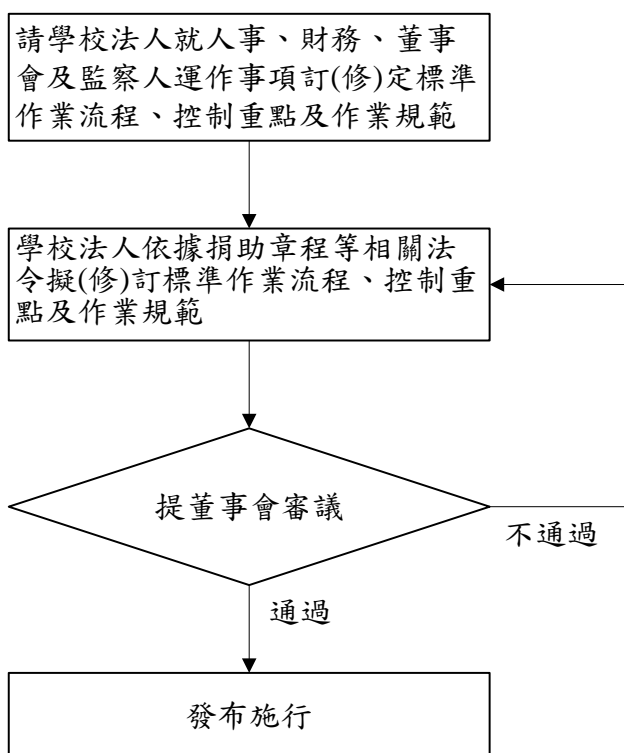 請學校法人就人事、財務、董事
會及監察人運作事項訂(修)定標準
作業流程、控制重點及作業規範
學校法人依據捐助章程等相關法
令擬(修)訂標準作業流程、控制重
點及作業規範
提董事會審議
不通過
通過
發布施行